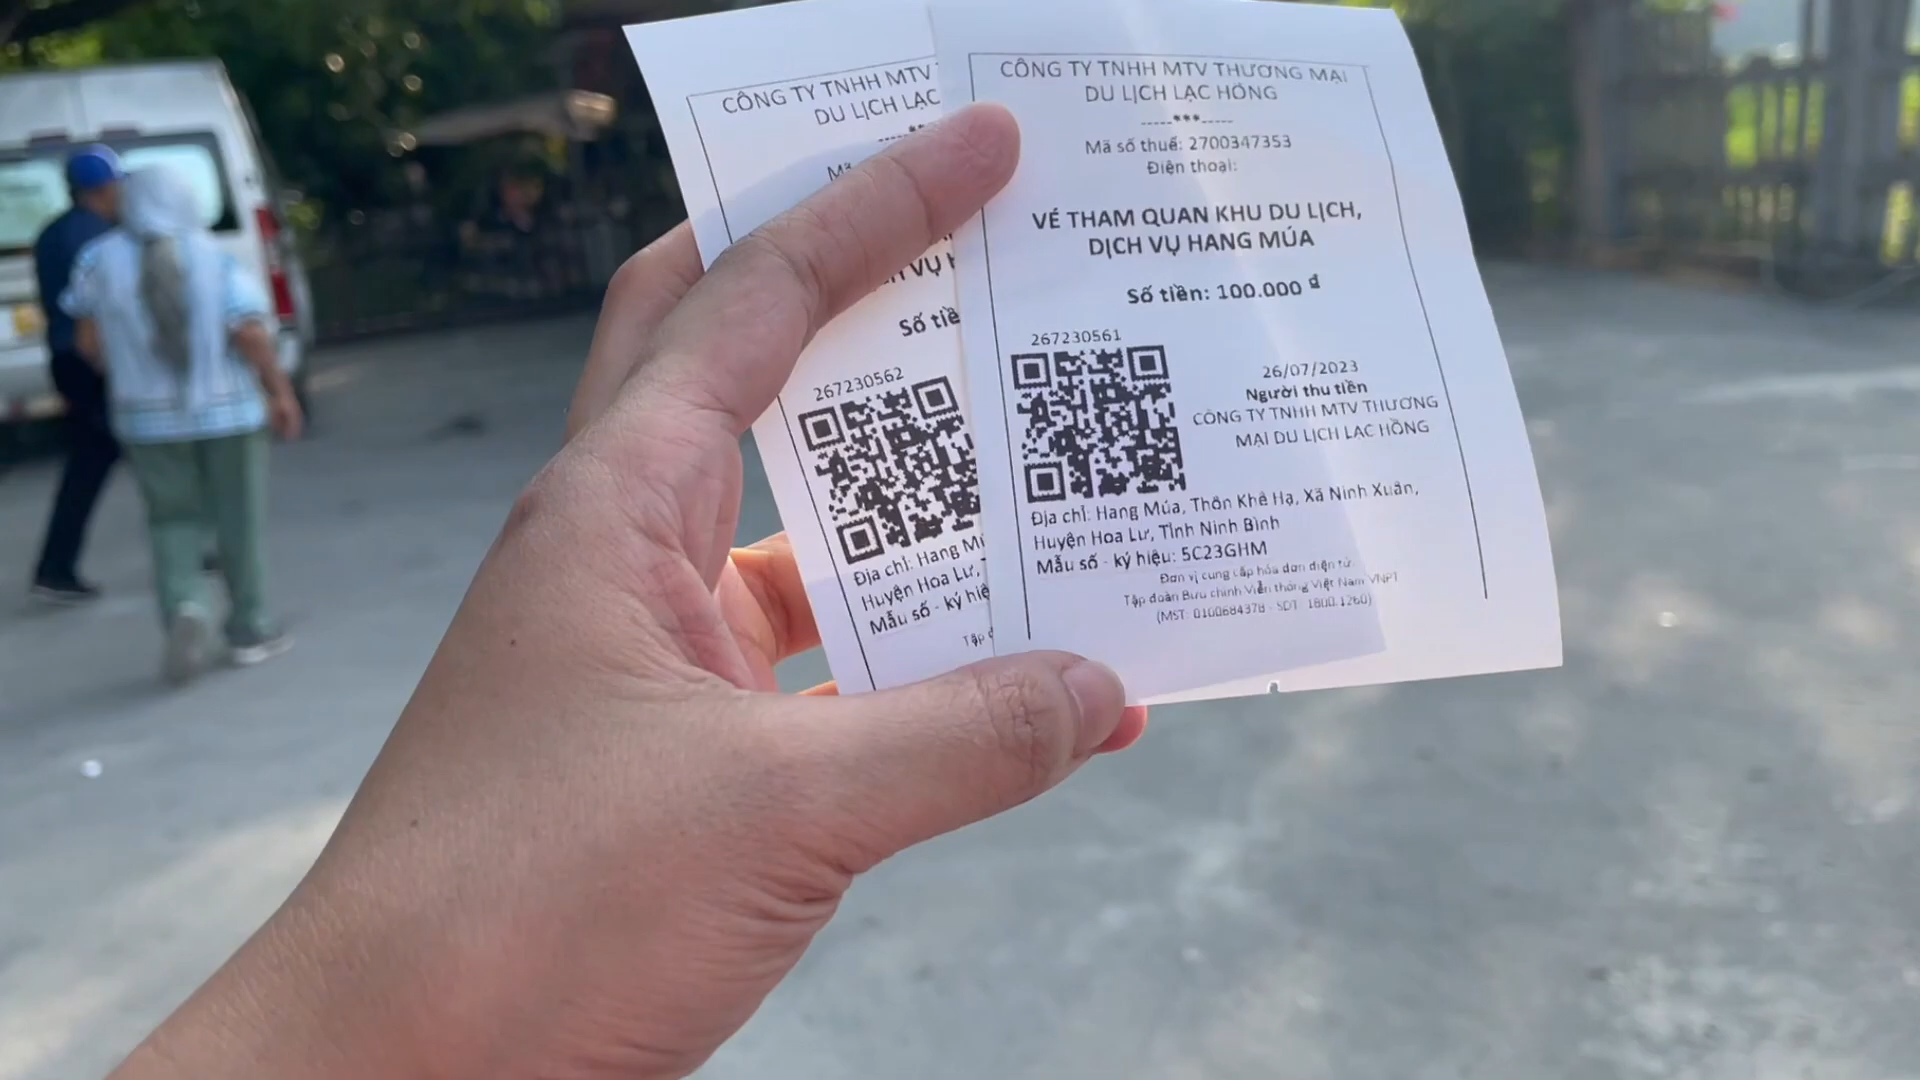 CÔNG TY TNHH MTV
DU LỊCH LẠC
-----**
Số tiề
267230562
Địa chỉ: Hang Mú
Huyện Hoa Lư,
Mẫu số - ký hiệ
Tập đ
CÔNG TY TNHH MTV THƯƠNG MẠI
DU LỊCH LẠC HỒNG
-----***-----
Mã số thuế: 2700347353
Điện thoại:
VÉ THAM QUAN KHU DU LỊCH,
DỊCH VỤ HANG MÚA
Số tiền: 100.000 đ
267230561
26/07/2023
Người thu tiền
CÔNG TY TNHH MTV THƯƠNG
MẠI DU LỊCH LẠC HỒNG
Địa chỉ: Hang Múa, Thôn Khê Hạ, Xã Ninh Xuân,
Huyện Hoa Lư, Tỉnh Ninh Bình
Mẫu số - ký hiệu: 5C23GHM
Đơn vị cung cấp hóa đơn điện tử:
Tập đoàn Bưu chính Viễn thông Việt Nam VNPT
(MST: 0100684378 - SDT: 1800.1260)